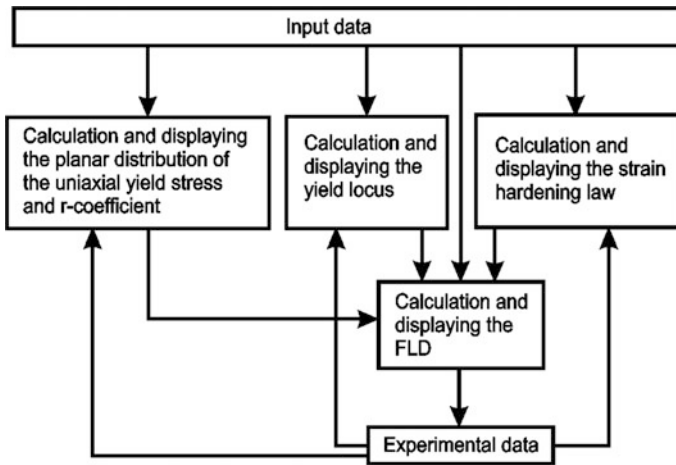 Input data
Calculation and displaying
the planar distribution of
the uniaxial yield stress
and r-coefficient
Calculation and
displaying the
yield locus
Calculation and
displaying the strain
hardening law
Calculation and
displaying the
FLD
Experimental data